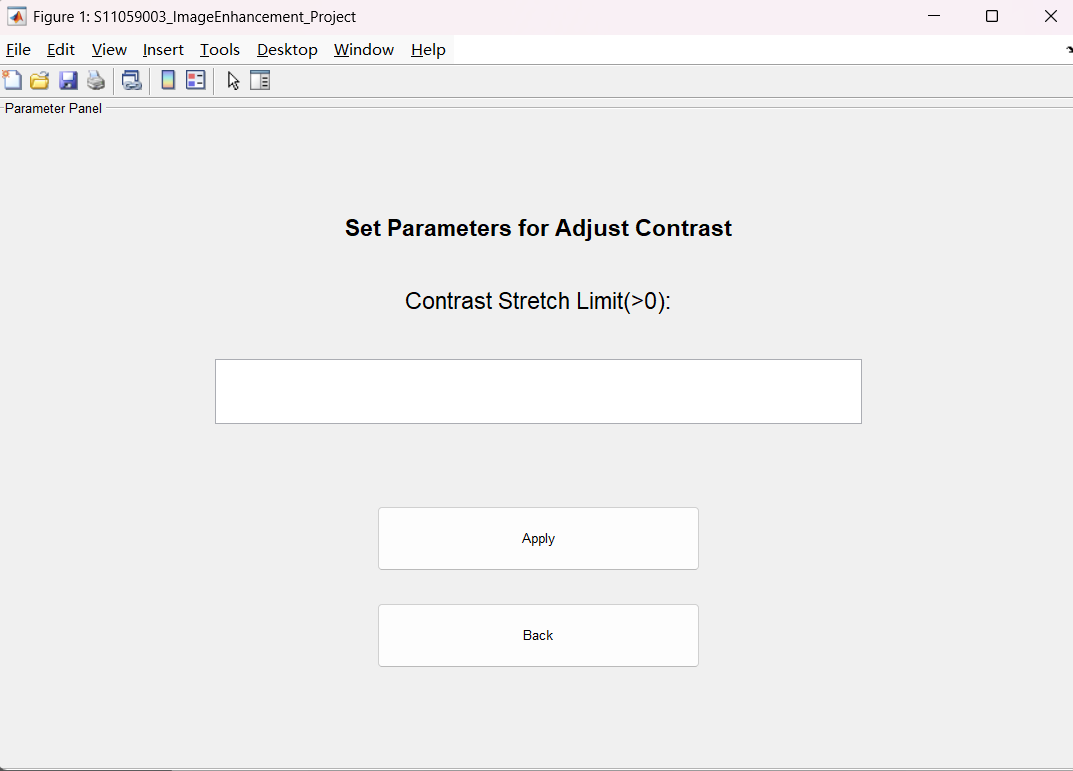 Figure 1: S11059003_ImageEnhancement_Project
File Edit View Insert Tools Desktop Window Help
Parameter Panel
Set Parameters for Adjust Contrast
Contrast Stretch Limit(>0):
Apply
Back